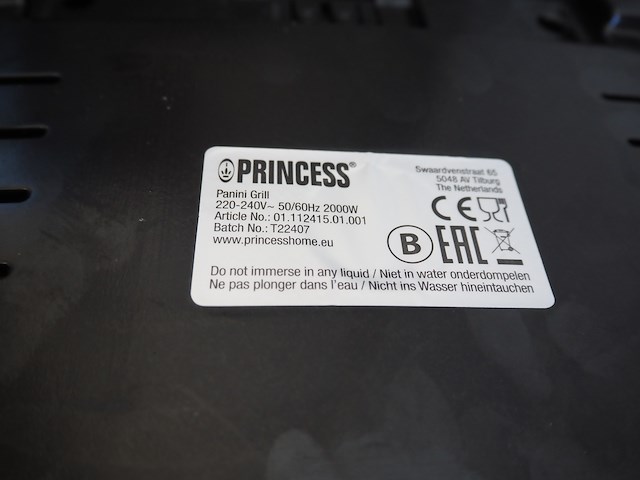 PRINCESS®
Panini Grill
220-240V~ 50/60Hz 2000W
Article No.: 01.112415.01.001
Batch No.: T22407
www.princesshome.eu
Swaardvenstraat 65
5048 AV Tilburg
The Netherlands
CE
B EAC
Do not immerse in any liquid / Niet in water onderdompelen
Ne pas plonger dans l'eau / Nicht ins Wasser hineintauchen